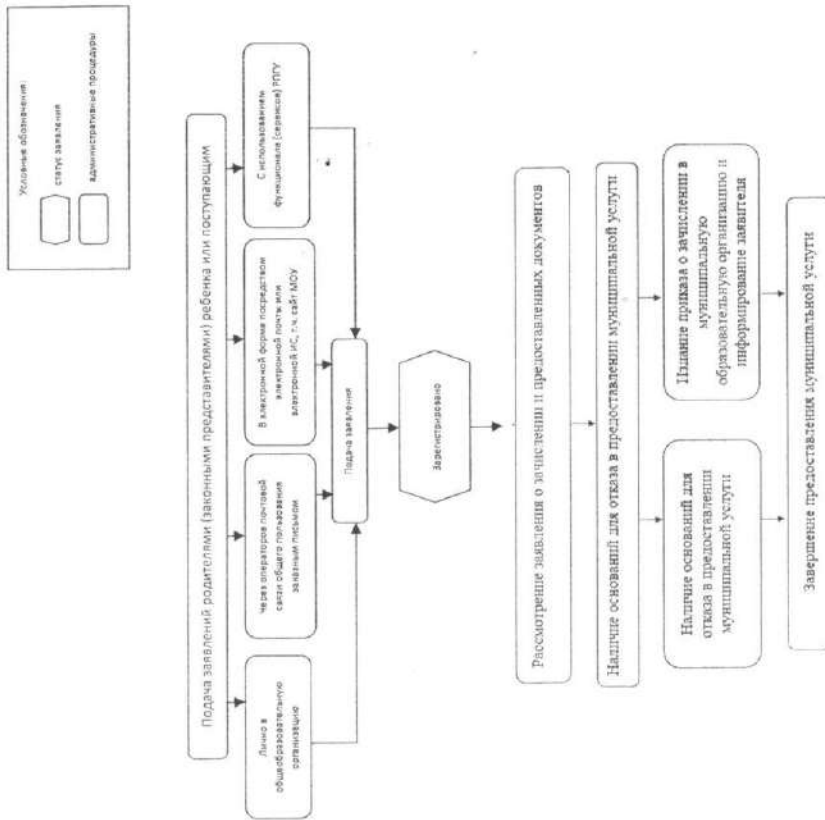 Условные обозначения:
статус заявления
административные процедуры
Подача заявлений родителями (законными представителями) ребенка или поступающим
Лично в
общеобразовательную
организацию
Через операторов почтовой
связи общего пользования
заказным письмом
В электронной форме посредством
электронной почты или
электронной ИС, т.ч. сайт МОУ
С использованием
функционала (сервисов) РПГУ
Подача заявления
Зарегистрировано
Рассмотрение заявления о зачислении и предоставленных документов
Наличие оснований для отказа в предоставлении муниципальной услуги
Наличие оснований для
отказа в предоставлении
муниципальной услуги
Издание приказа о зачислении в
муниципальную
образовательную организацию и
информирование заявителя
Завершение предоставления муниципальной услуги